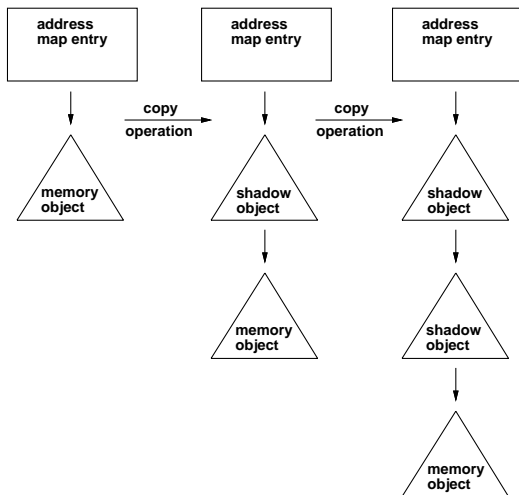 address
map entry
address
map entry
address
map entry
copy
operation
copy
operation
memory
object
shadow
object
shadow
object
memory
object
shadow
object
memory
object